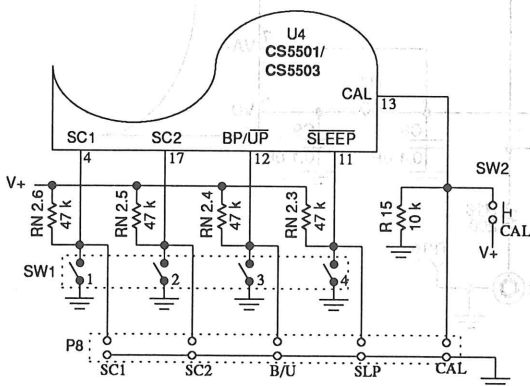 U4
CS5501/
CS5503
CAL
13
SC1
SC2
BP/UP
SLEEP
4
17
12
11
V+
RN 2.6
47 k
RN 2.5
47 k
RN 2.4
47 k
RN 2.3
47 k
R 15
10 k
SW2
CAL
V+
SW1
1
2
3
4
P8
SC1
SC2
B/U
SLP
CAL